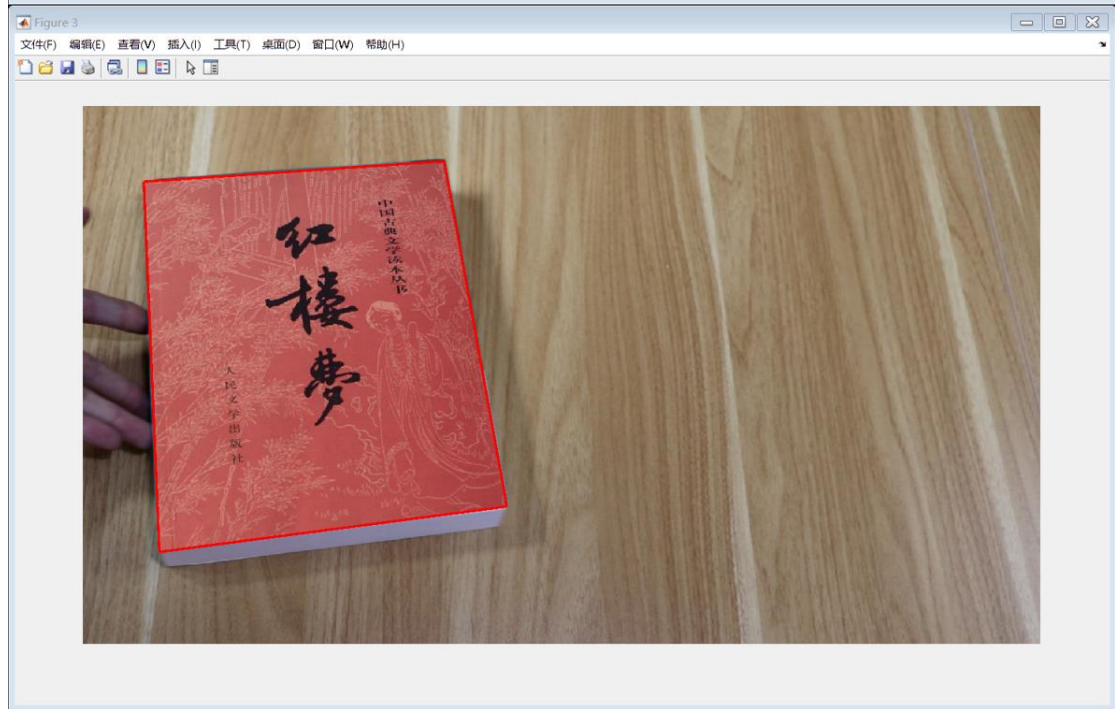 Figure 3
文件(F) 编辑(E) 查看(V) 插入(I) 工具(T) 桌面(D) 窗口(W) 帮助(H)
中国古典文学读本丛书
红楼梦
人民文学出版社